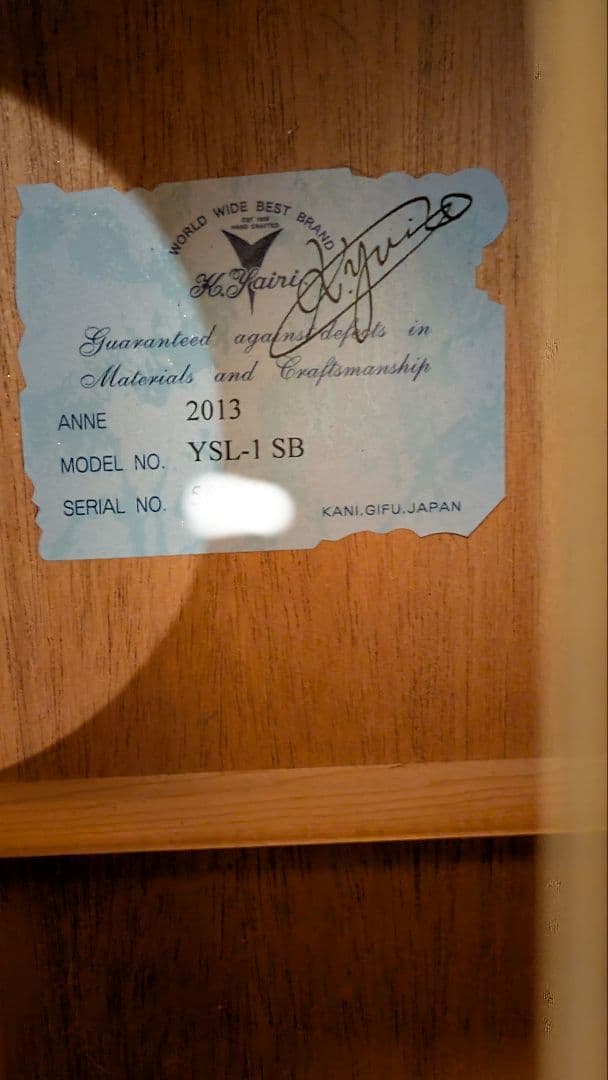 WORLD WIDE BEST BRAND
EST 1935
HAND CRAFTED
K.Yairi
K.Yairi
Guaranteed against defects in
Materials and Craftsmanship
ANNE 2013
MODEL NO. YSL-1 SB
SERIAL NO.
KANI.GIFU.JAPAN